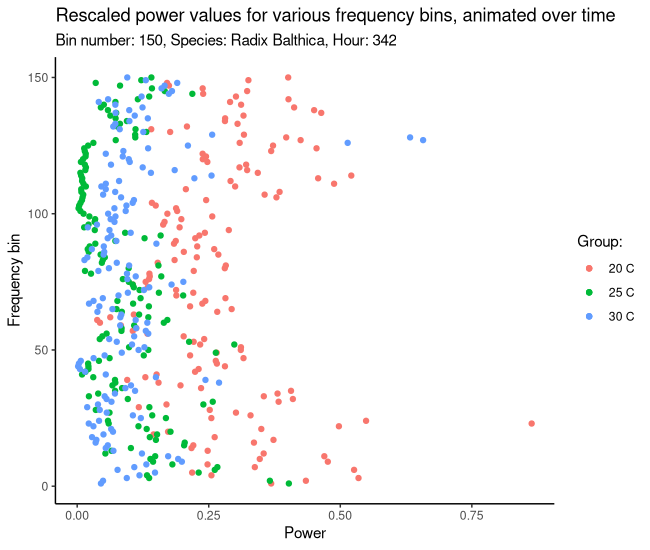 Rescaled power values for various frequency bins, animated over time
Bin number: 150, Species: Radix Balthica, Hour: 342
150
100
50
0
Frequency bin
0.00
0.25
0.50
0.75
Power
Group:
20 C
25 C
30 C